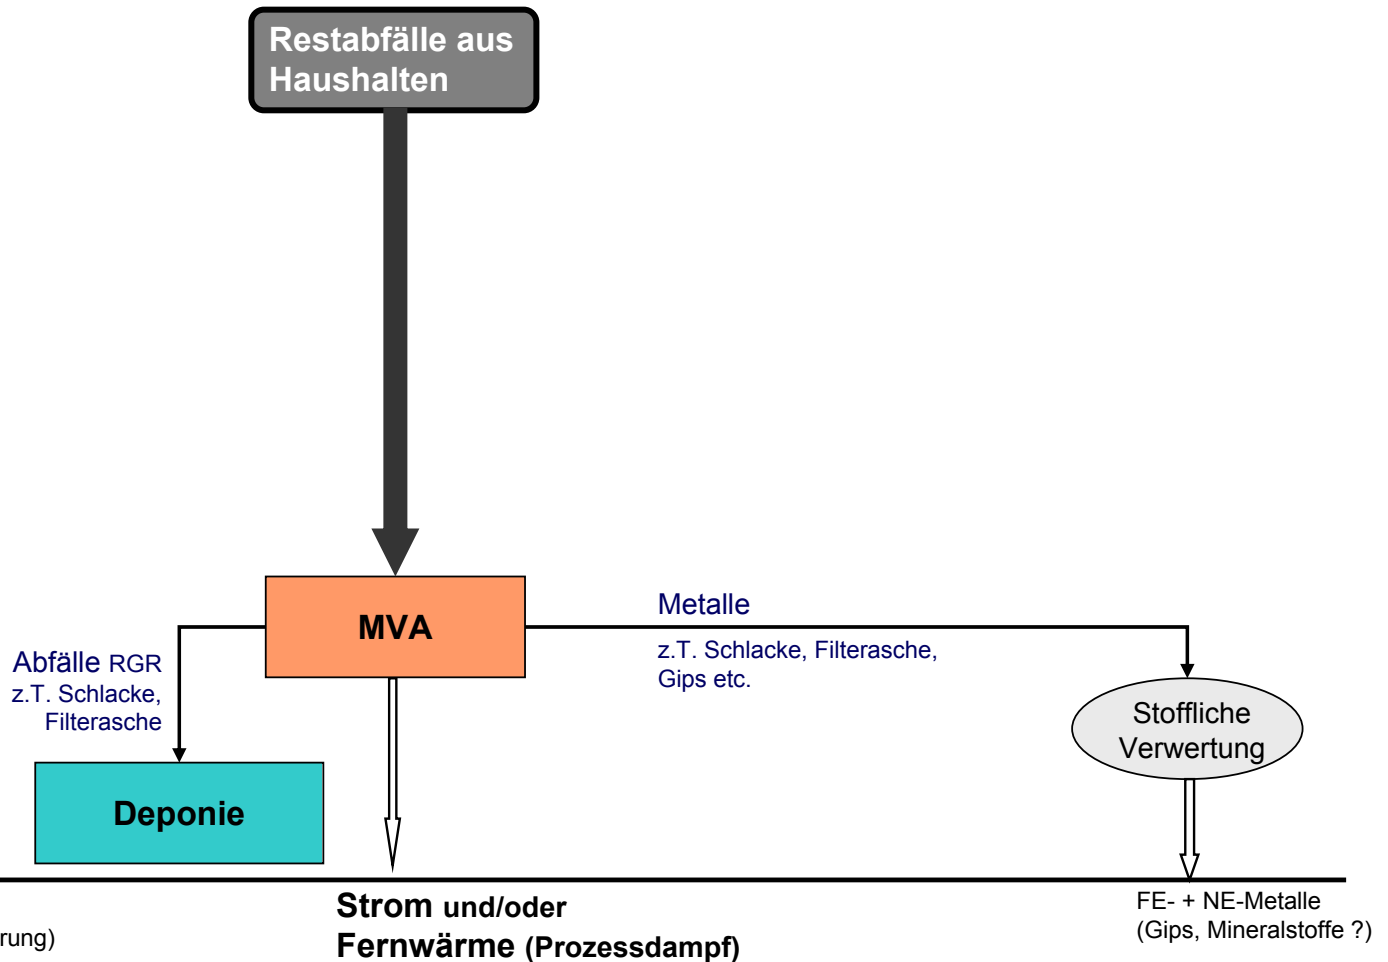 Restabfälle aus
Haushalten
MVA
Metalle
z.T. Schlacke, Filterasche,
Gips etc.
Abfälle RGR
z.T. Schlacke,
Filterasche
Stoffliche
Verwertung
Deponie
Strom und/oder
Fernwärme (Prozessdampf)
FE- + NE-Metalle
(Gips, Mineralstoffe ?)
rung)